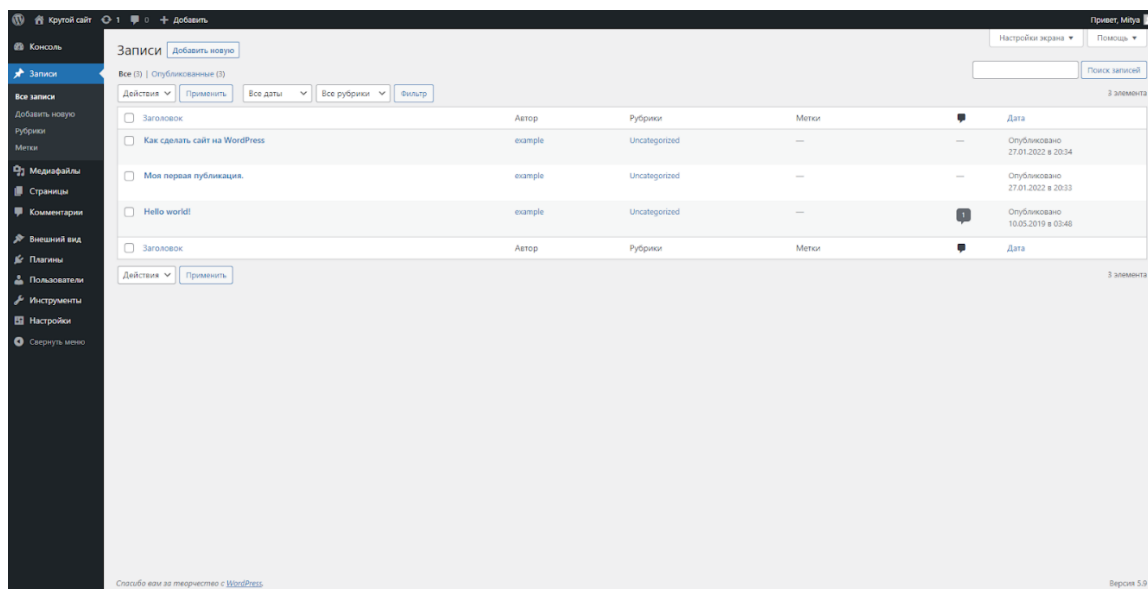 Крутой сайт 1 0 + Добавить Привет, Mitya
Настройки экрана ▼ Помощь ▼
Консоль
Записи
Все записи
Добавить новую
Рубрики
Метки
Медиафайлы
Страницы
Комментарии
Внешний вид
Плагины
Пользователи
Инструменты
Настройки
Свернуть меню
Записи Добавить новую
Все (3) | Опубликованные (3) Поиск записей
Действия Применить Все даты Все рубрики Фильтр 3 элемента
Заголовок Автор Рубрики Метки Дата
Как сделать сайт на WordPress example Uncategorized — — Опубликовано
27.01.2022 в 20:34
Моя первая публикация. example Uncategorized — — Опубликовано
27.01.2022 в 20:33
Hello world! example Uncategorized — 1 Опубликовано
10.05.2019 в 03:48
Заголовок Автор Рубрики Метки Дата
Действия Применить 3 элемента
Спасибо вам за творчество с WordPress. Версия 5.9